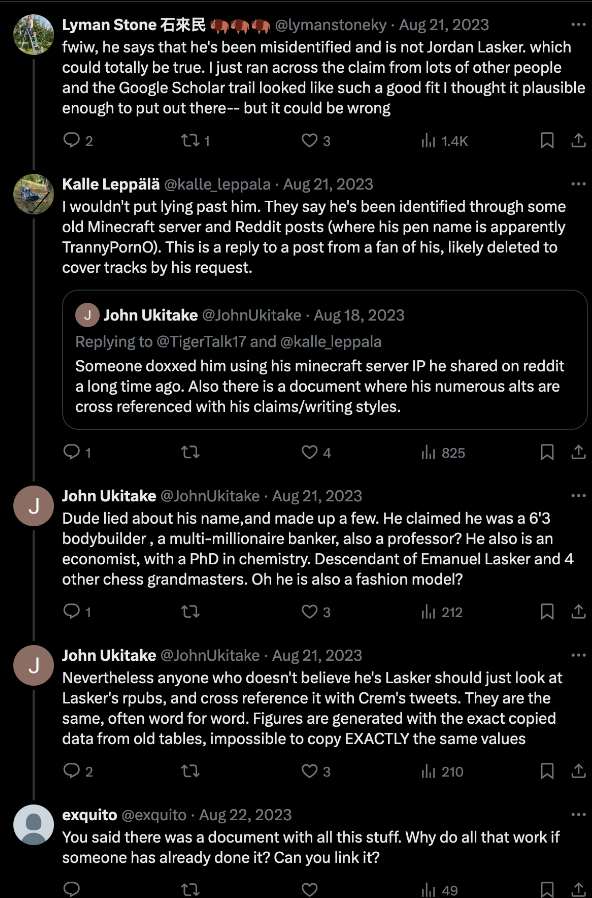 Lyman Stone 石來民 🦬🦬🦬 @lymanstoneky · Aug 21, 2023
fwiw, he says that he's been misidentified and is not Jordan Lasker. which
could totally be true. I just ran across the claim from lots of other people
and the Google Scholar trail looked like such a good fit I thought it plausible
enough to put out there-- but it could be wrong
2 1 3 1.4K
Kalle Leppälä @kalle_leppala · Aug 21, 2023
I wouldn't put lying past him. They say he's been identified through some
old Minecraft server and Reddit posts (where his pen name is apparently
TrannyPornO). This is a reply to a post from a fan of his, likely deleted to
cover tracks by his request.
J John Ukitake @JohnUkitake · Aug 18, 2023
Replying to @TigerTalk17 and @kalle_leppala
Someone doxxed him using his minecraft server IP he shared on reddit
a long time ago. Also there is a document where his numerous alts are
cross referenced with his claims/writing styles.
1 4 825
J John Ukitake @JohnUkitake · Aug 21, 2023
Dude lied about his name,and made up a few. He claimed he was a 6'3
bodybuilder , a multi-millionaire banker, also a professor? He also is an
economist, with a PhD in chemistry. Descendant of Emanuel Lasker and 4
other chess grandmasters. Oh he is also a fashion model?
1 3 212
J John Ukitake @JohnUkitake · Aug 21, 2023
Nevertheless anyone who doesn't believe he's Lasker should just look at
Lasker's rpubs, and cross reference it with Crem's tweets. They are the
same, often word for word. Figures are generated with the exact copied
data from old tables, impossible to copy EXACTLY the same values
2 3 210
exquito @exquito · Aug 22, 2023
You said there was a document with all this stuff. Why do all that work if
someone has already done it? Can you link it?
49